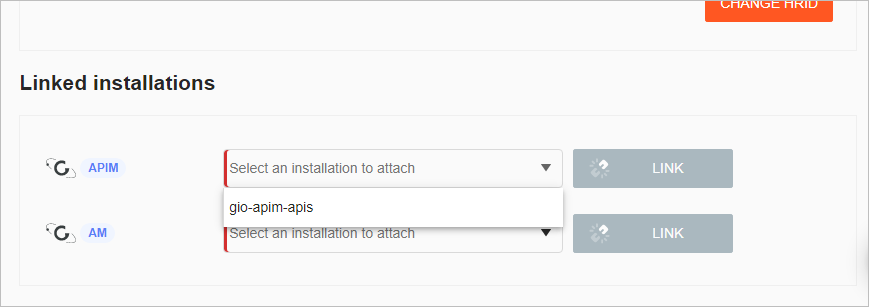 CHANGE HRID
Linked installations
APIM
Select an installation to attach
LINK
gio-apim-apis
AM
Select an installation to attach
LINK